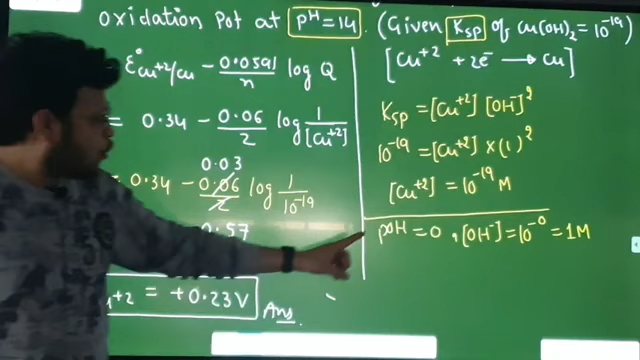 oxidation Pot at pH=14. (Given Ksp of Cu(OH)2 = 10^-19)
E°Cu+2/Cu - 0.0591/n log Q
= 0.34 - 0.06/2 log 1/[Cu+2]
0.03
= 0.34 - 0.06/2 log 1/10^-19
0.57
+2 = +0.23V Ans.
[Cu+2 + 2e- → Cu]
Ksp = [Cu+2] [OH-]^2
10^-19 = [Cu+2] × (1)^2
[Cu+2] = 10^-19 M
pOH = 0, [OH-] = 10^-0 = 1M